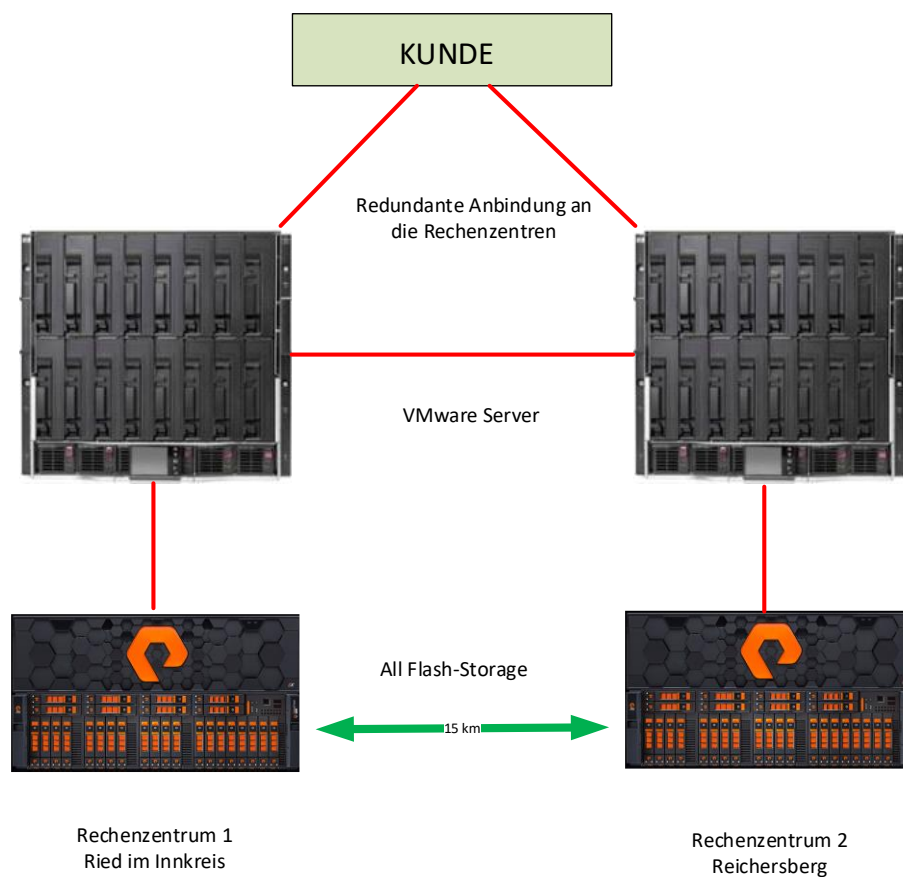 KUNDE
Redundante Anbindung an
die Rechenzentren
VMware Server
All Flash-Storage
15 km
Rechenzentrum 1
Ried im Innkreis
Rechenzentrum 2
Reichersberg